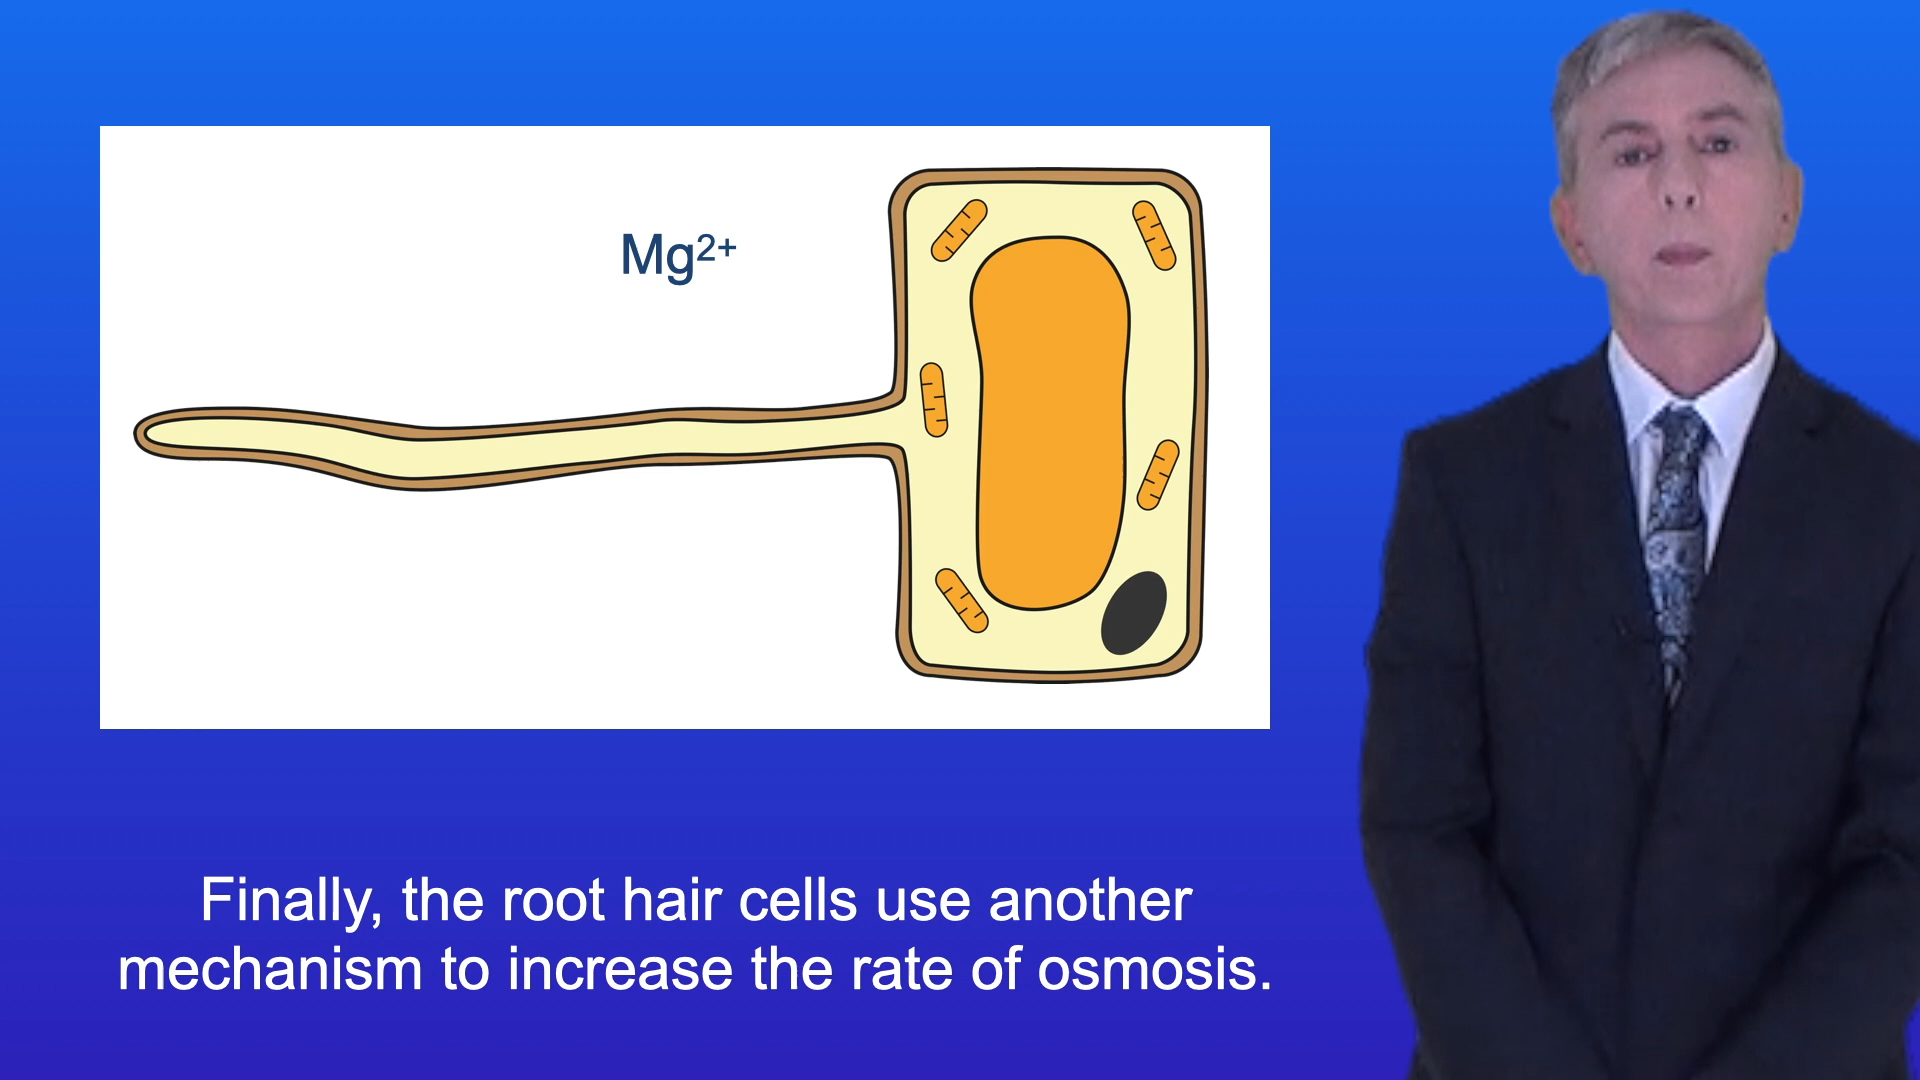 Mg²⁺
Finally, the root hair cells use another
mechanism to increase the rate of osmosis.